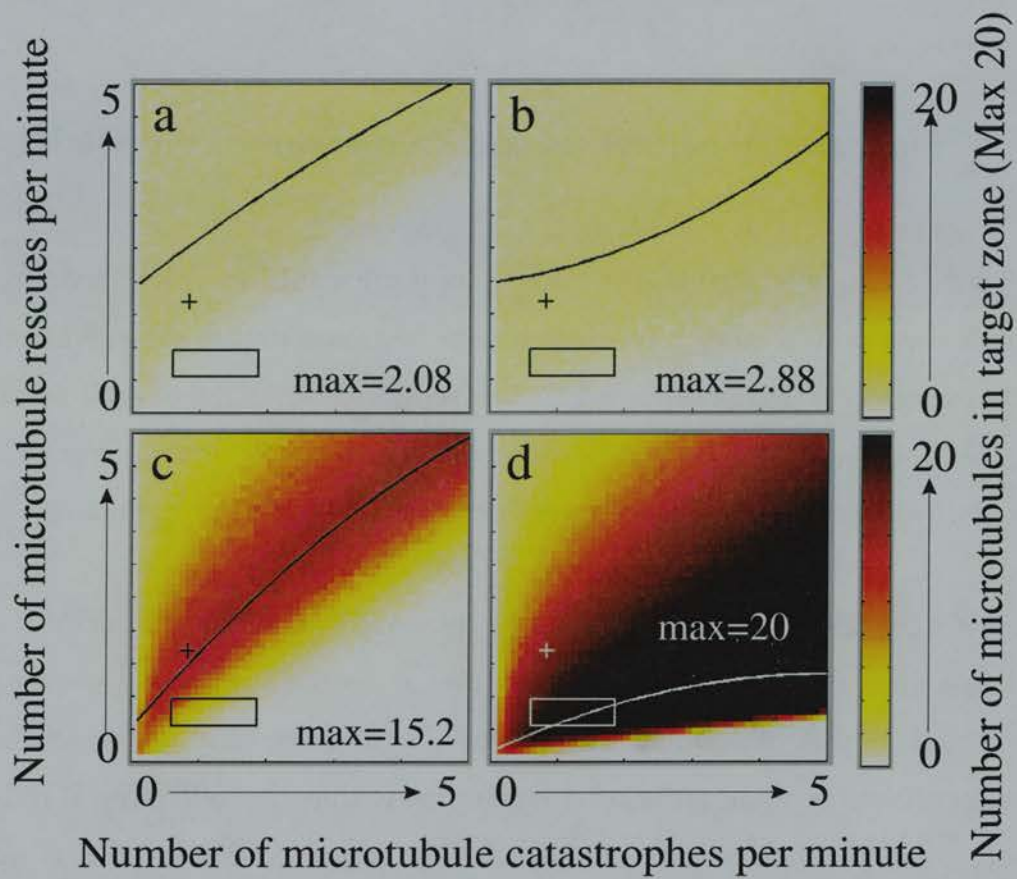 Number of microtubule rescues per minute
5
0
a
max=2.08
b
max=2.88
20
0
5
0
c
max=15.2
d
max=20
20
0
0
5
0
5
Number of microtubule catastrophes per minute
Number of microtubules in target zone (Max 20)